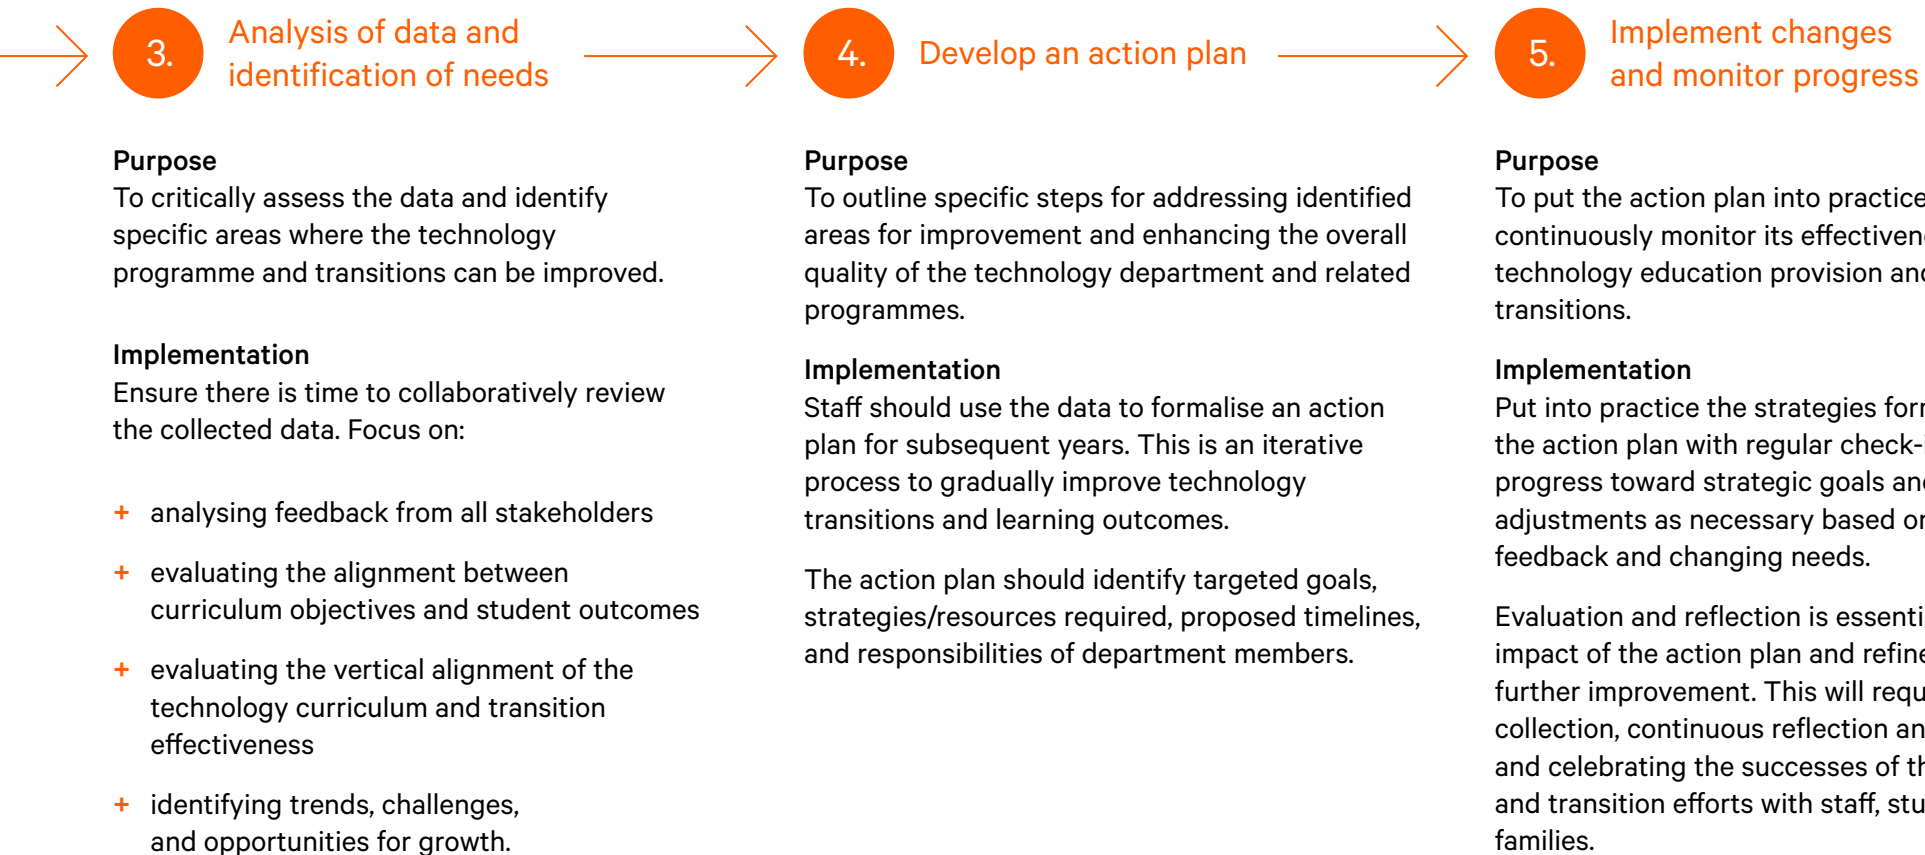 3.
Analysis of data and
identification of needs
Purpose
To critically assess the data and identify
specific areas where the technology
programme and transitions can be improved.
Implementation
Ensure there is time to collaboratively review
the collected data. Focus on:
+ analysing feedback from all stakeholders
+ evaluating the alignment between
curriculum objectives and student outcomes
+ evaluating the vertical alignment of the
technology curriculum and transition
effectiveness
+ identifying trends, challenges,
and opportunities for growth.
4.
Develop an action plan
Purpose
To outline specific steps for addressing identified
areas for improvement and enhancing the overall
quality of the technology department and related
programmes.
Implementation
Staff should use the data to formalise an action
plan for subsequent years. This is an iterative
process to gradually improve technology
transitions and learning outcomes.
The action plan should identify targeted goals,
strategies/resources required, proposed timelines,
and responsibilities of department members.
5.
Implement changes
and monitor progress
Purpose
To put the action plan into practice
continuously monitor its
technology education provision
transitions.
Implementation
Put into practice the strategies
the action plan with regular
progress toward strategic goals
adjustments as necessary based
feedback and changing needs.
Evaluation and reflection is
impact of the action plan and
further improvement. This will
collection, continuous reflection
and celebrating the successes of
and transition efforts with staff,
families.